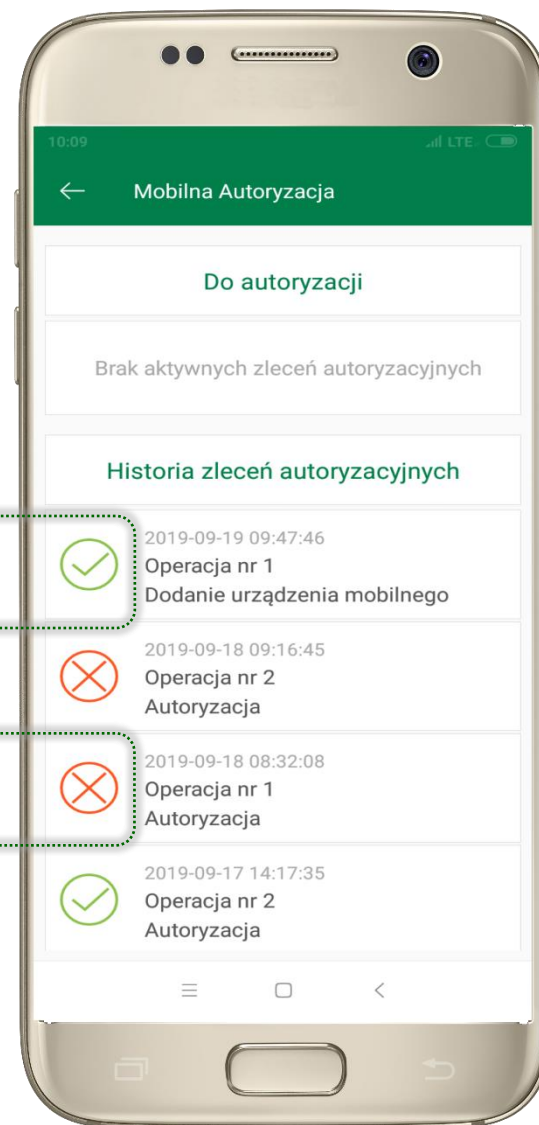 10:09 LTE
Mobilna Autoryzacja
Do autoryzacji
Brak aktywnych zleceń autoryzacyjnych
Historia zleceń autoryzacyjnych
2019-09-19 09:47:46
Operacja nr 1
Dodanie urządzenia mobilnego
2019-09-18 09:16:45
Operacja nr 2
Autoryzacja
2019-09-18 08:32:08
Operacja nr 1
Autoryzacja
2019-09-17 14:17:35
Operacja nr 2
Autoryzacja